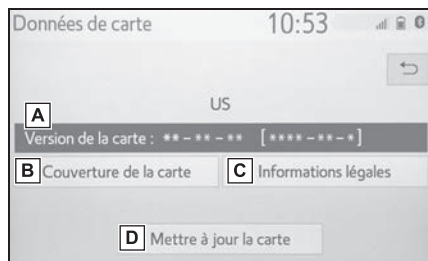 Données de carte 10:53
US
A
Version de la carte : **-**-** [****-**-*]
B Couverture de la carte C Informations légales
D Mettre à jour la carte